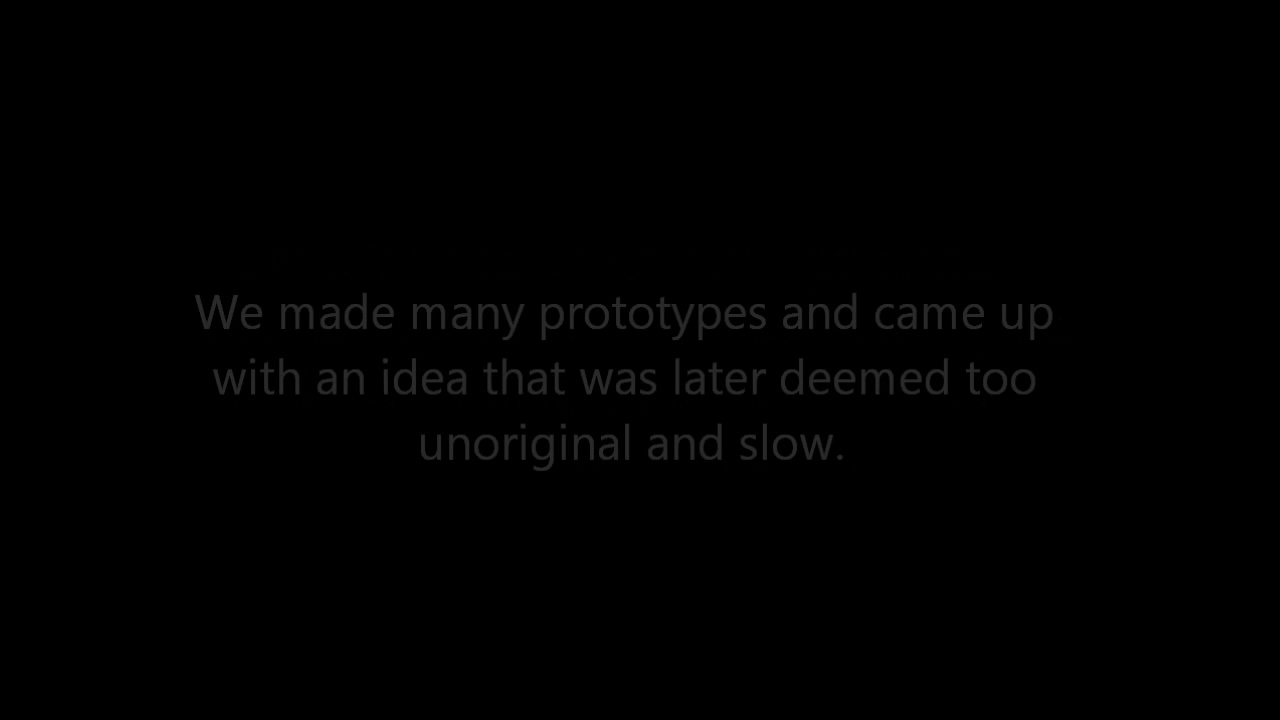 We made many prototypes and came up
with an idea that was later deemed too
unoriginal and slow.